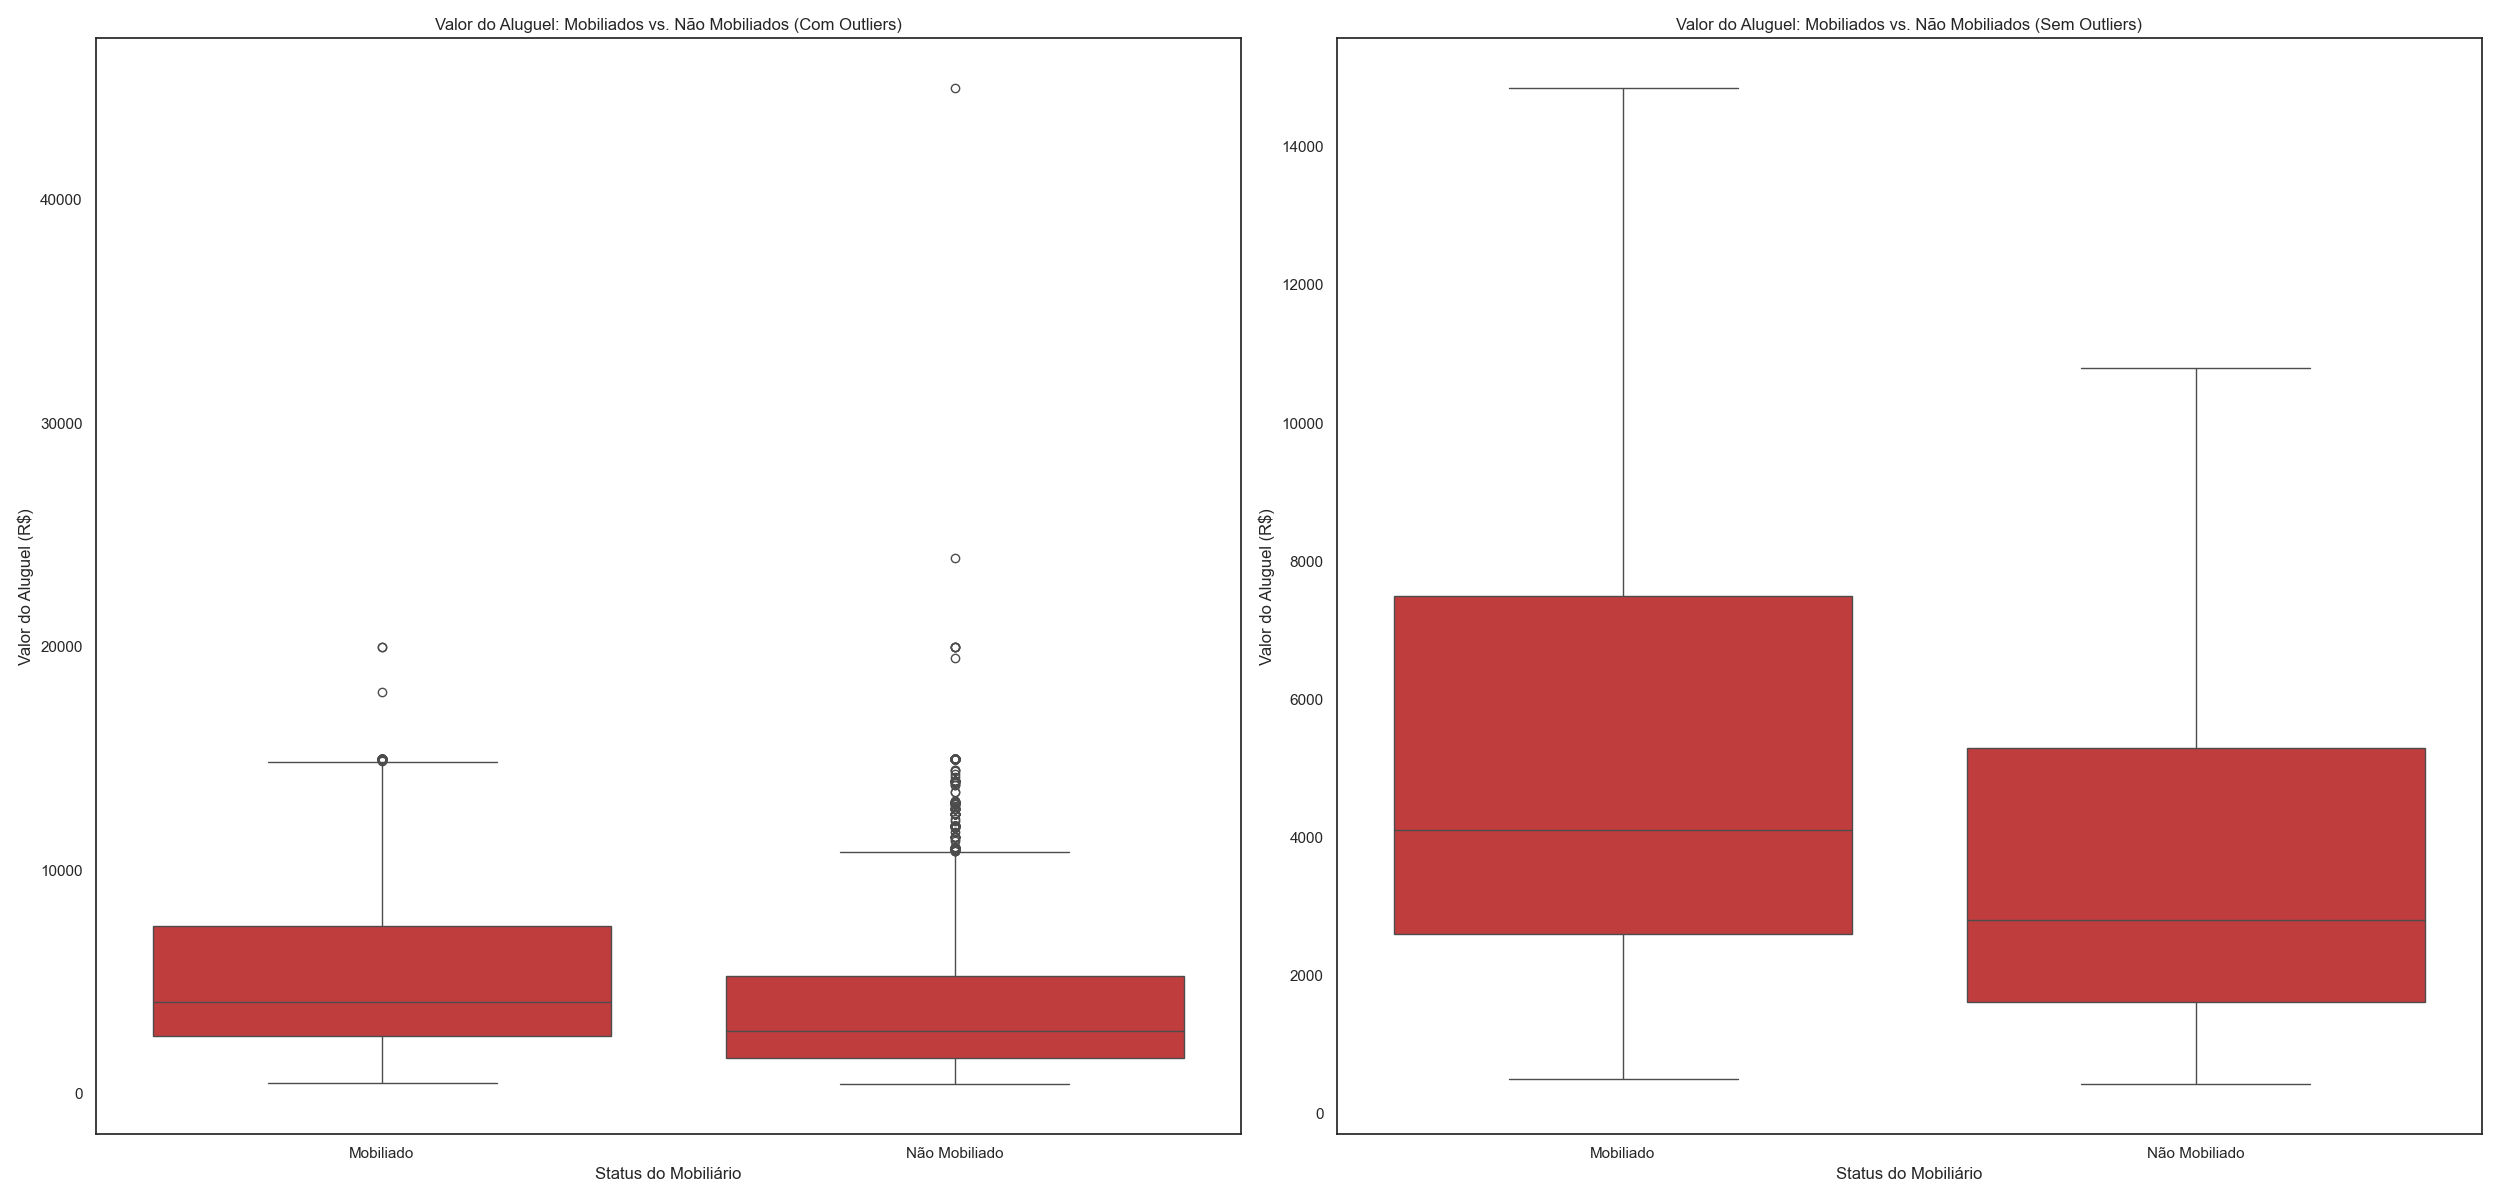 Valor do Aluguel: Mobiliados vs. Não Mobiliados (Com Outliers)
40000
30000
20000
10000
0
Valor do Aluguel (R$)
Mobiliado
Não Mobiliado
Status do Mobiliário
Valor do Aluguel: Mobiliados vs. Não Mobiliados (Sem Outliers)
14000
12000
10000
8000
6000
4000
2000
0
Valor do Aluguel (R$)
Mobiliado
Não Mobiliado
Status do Mobiliário